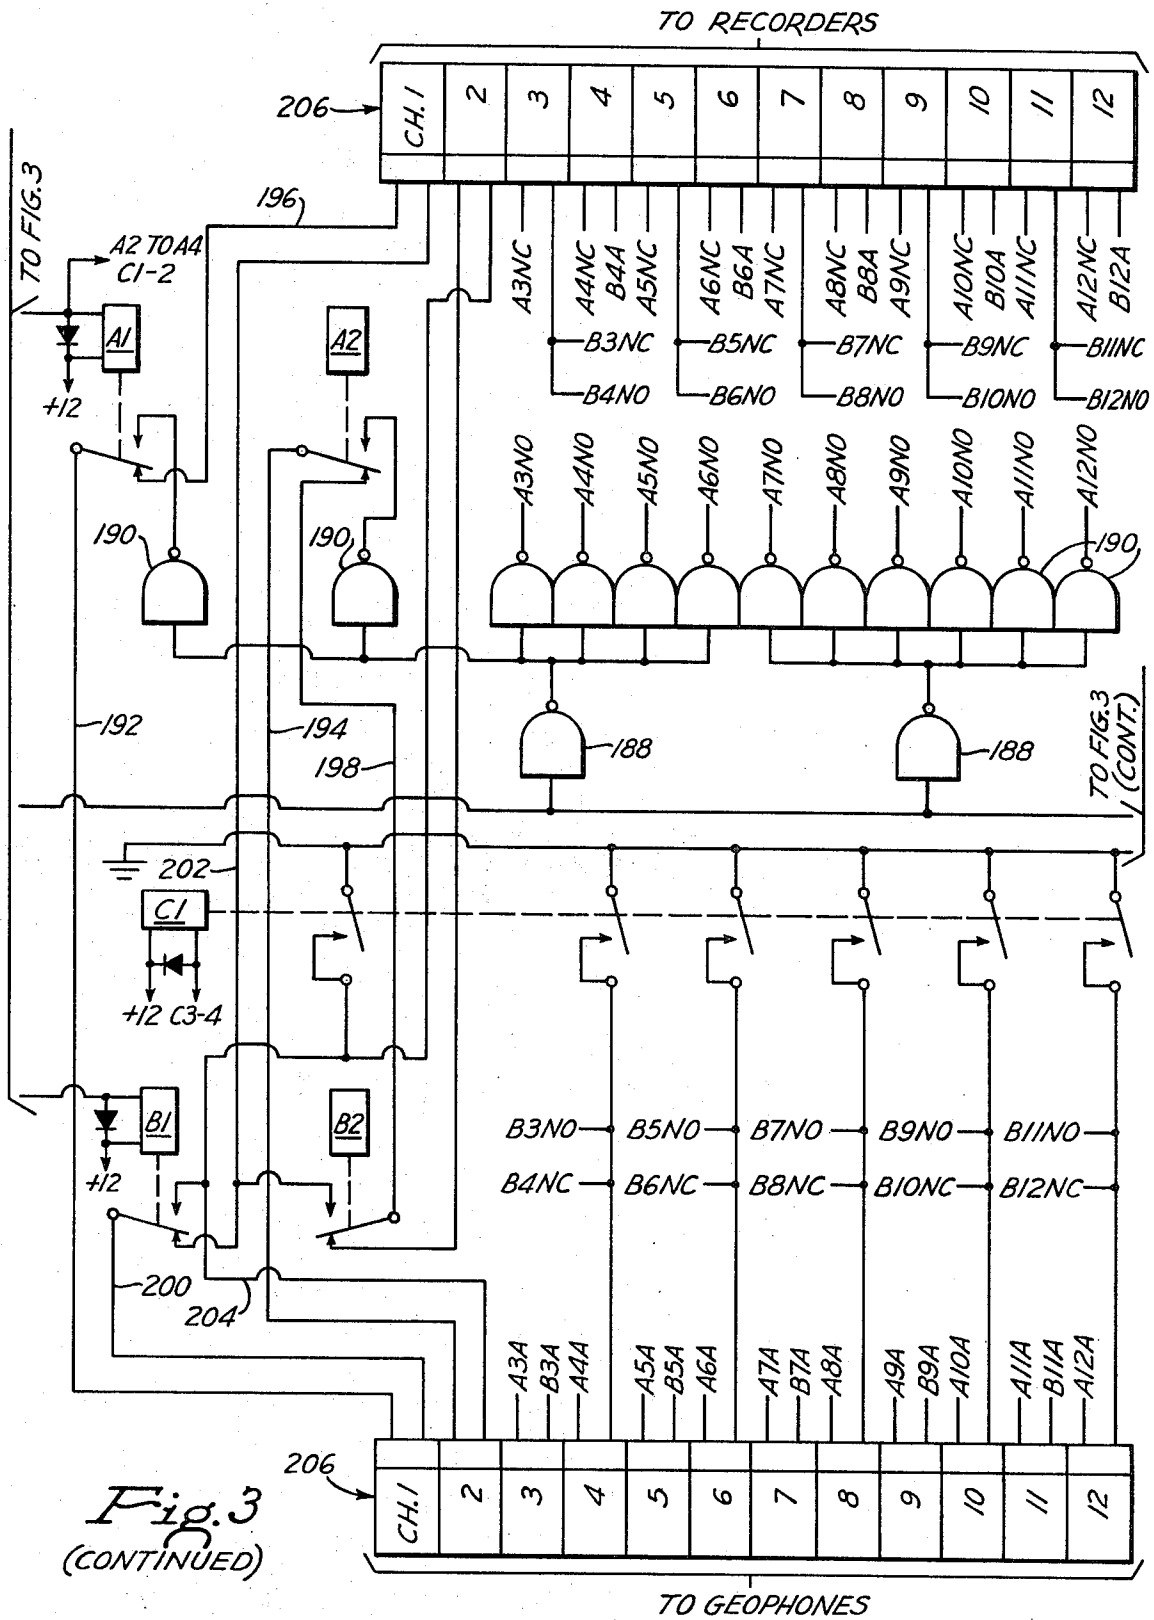 TO RECORDERS
206
CH.1 2 3 4 5 6 7 8 9 10 11 12
TO FIG.3
196
A2 TO A4
C1-2
A3NC A4NC B4A A5NC A6NC B6A A7NC A8NC B8A A9NC A10NC B10A A11NC A12NC B12A
A1
A2
B3NC B5NC B7NC B9NC B11NC
+12
B4NO B6NO B8NO B10NO B12NO
A3NO A4NO A5NO A6NO A7NO A8NO A9NO A10NO A11NO A12NO
190
190
190
192
194
198
188
188
TO FIG.3
(CONT.)
202
C1
+12 C3-4
B1
B2
B3NO B5NO B7NO B9NO B11NO
+12
B4NC B6NC B8NC B10NC B12NC
200
204
A3A B3A A4A A5A B5A A6A A7A B7A A8A A9A B9A A10A A11A B11A A12A
206
CH.1 2 3 4 5 6 7 8 9 10 11 12
Fig.3
(CONTINUED)
TO GEOPHONES